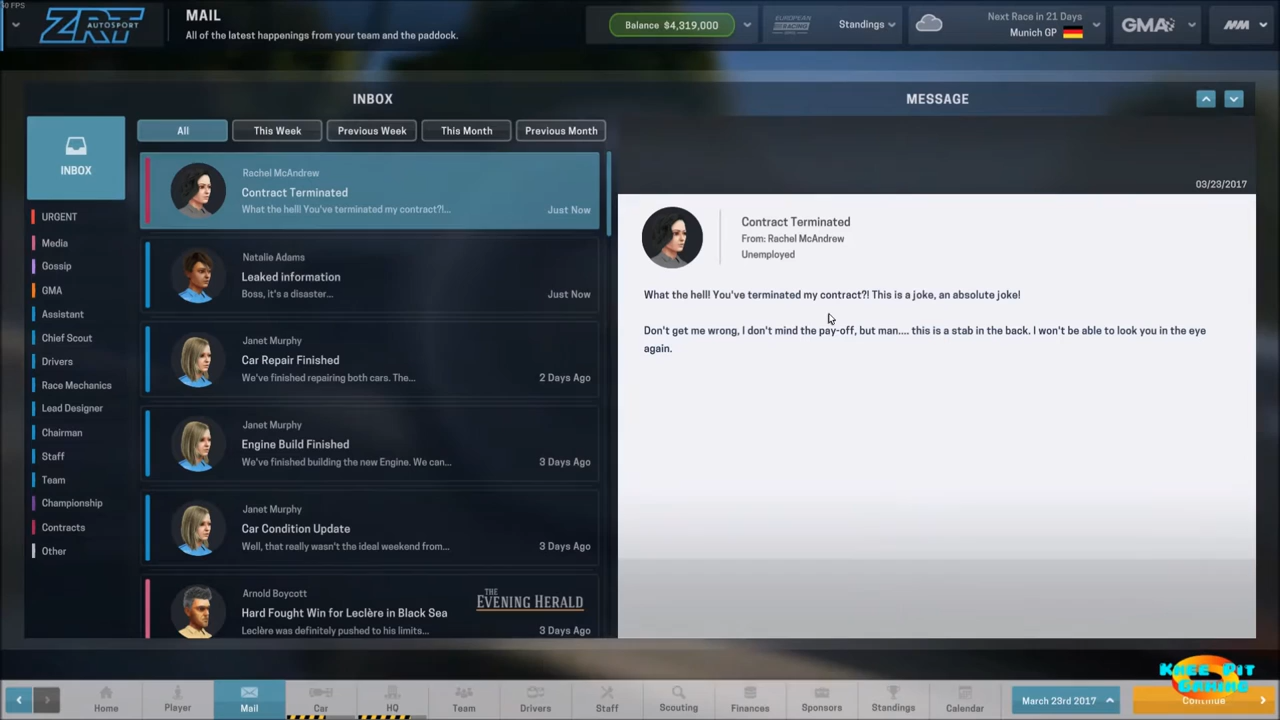 60 FPS
ZRT AUTOSPORT
MAIL
All of the latest happenings from your team and the paddock.
Balance $4,319,000
EUROPEAN RACING
Standings
Next Race in 21 Days
Munich GP
GMA
INBOX
MESSAGE
INBOX
All
This Week
Previous Week
This Month
Previous Month
URGENT
Media
Gossip
GMA
Assistant
Chief Scout
Drivers
Race Mechanics
Lead Designer
Chairman
Staff
Team
Championship
Contracts
Other
Rachel McAndrew
Contract Terminated
What the hell! You've terminated my contract?!...
Just Now
Natalie Adams
Leaked information
Boss, it's a disaster...
Just Now
Janet Murphy
Car Repair Finished
We've finished repairing both cars. The...
2 Days Ago
Janet Murphy
Engine Build Finished
We've finished building the new Engine. We can...
3 Days Ago
Janet Murphy
Car Condition Update
Well, that really wasn't the ideal weekend from...
3 Days Ago
Arnold Boycott
Hard Fought Win for Leclère in Black Sea
Leclère was definitely pushed to his limits...
THE EVENING HERALD
3 Days Ago
03/23/2017
Contract Terminated
From: Rachel McAndrew
Unemployed
What the hell! You've terminated my contract?! This is a joke, an absolute joke!
Don't get me wrong, I don't mind the pay-off, but man.... this is a stab in the back. I won't be able to look you in the eye
again.
Knee Pit
Gaming
Home
Player
Mail
Car
HQ
Team
Drivers
Staff
Scouting
Finances
Sponsors
Standings
Calendar
March 23rd 2017
Continue